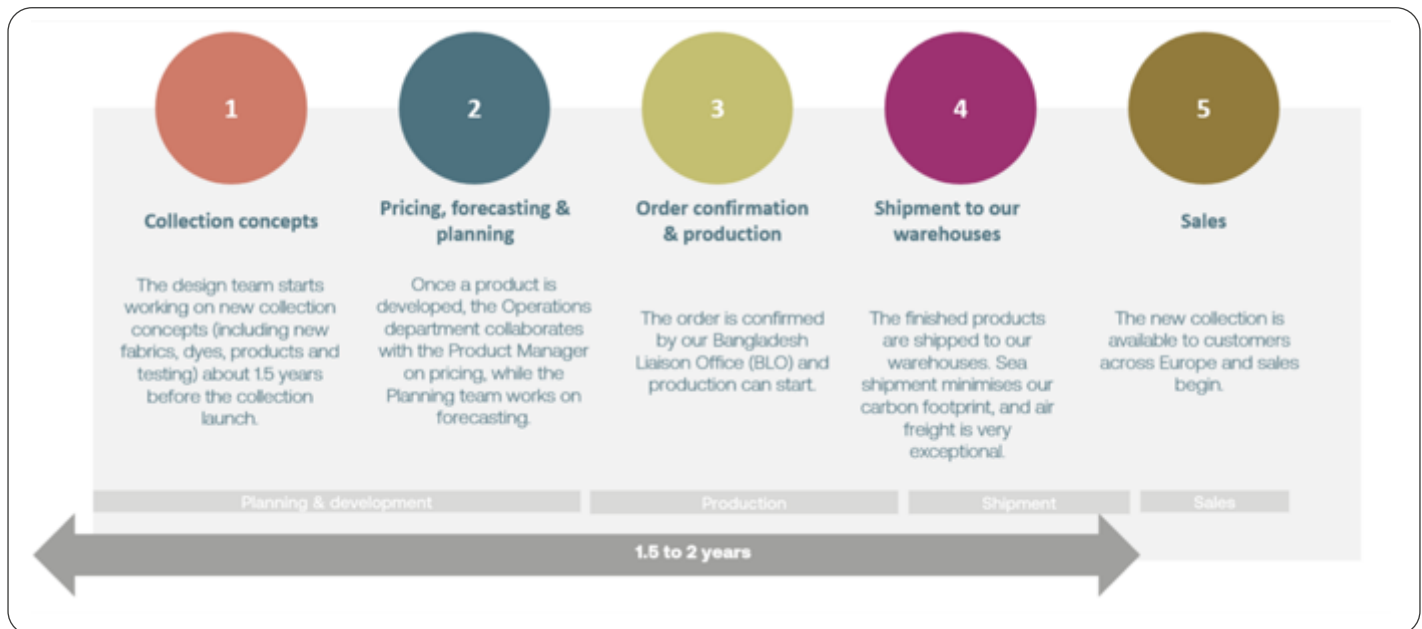 1
2
3
4
5
Collection concepts
Pricing, forecasting &
planning
Order confirmation
& production
Shipment to our
warehouses
Sales
The design team starts
working on new collection
concepts (including new
fabrics, dyes, products and
testing) about 1.5 years
before the collection
launch.
Once a product is
developed, the Operations
department collaborates
with the Product Manager
on pricing, while the
Planning team works on
forecasting.
The order is confirmed
by our Bangladesh
Liaison Office (BLO) and
production can start.
The finished products
are shipped to our
warehouses. Sea
shipment minimises our
carbon footprint, and air
freight is very
exceptional.
The new collection is
available to customers
across Europe and sales
begin.
Planning & development
Production
Shipment
Sales
1.5 to 2 years